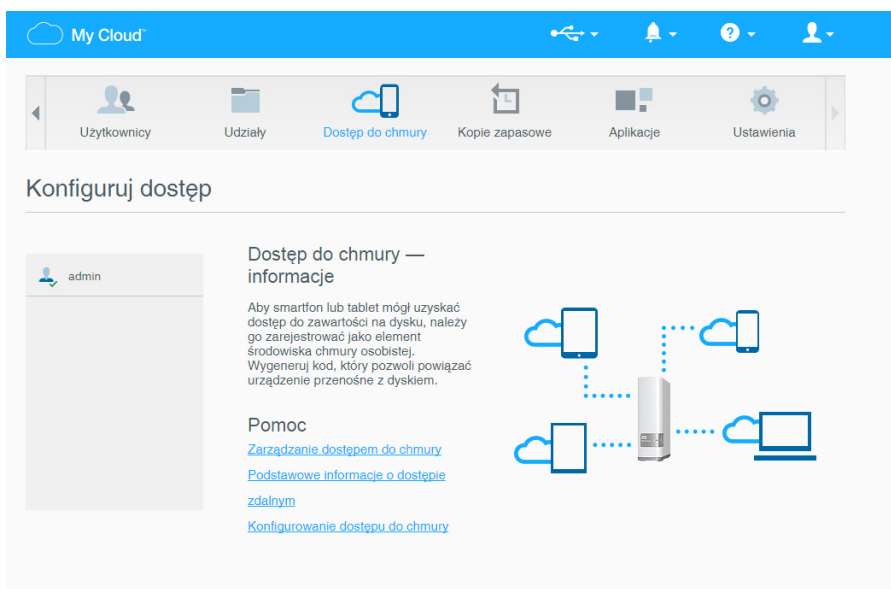 My Cloud™
Użytkownicy
Udziały
Dostęp do chmury
Kopie zapasowe
Aplikacje
Ustawienia
Konfiguruj dostęp
admin
Dostęp do chmury —
informacje
Aby smartfon lub tablet mógł uzyskać
dostęp do zawartości na dysku, należy
go zarejestrować jako element
środowiska chmury osobistej.
Wygeneruj kod, który pozwoli powiązać
urządzenie przenośne z dyskiem.
Pomoc
Zarządzanie dostępem do chmury
Podstawowe informacje o dostępie
zdalnym
Konfigurowanie dostępu do chmury